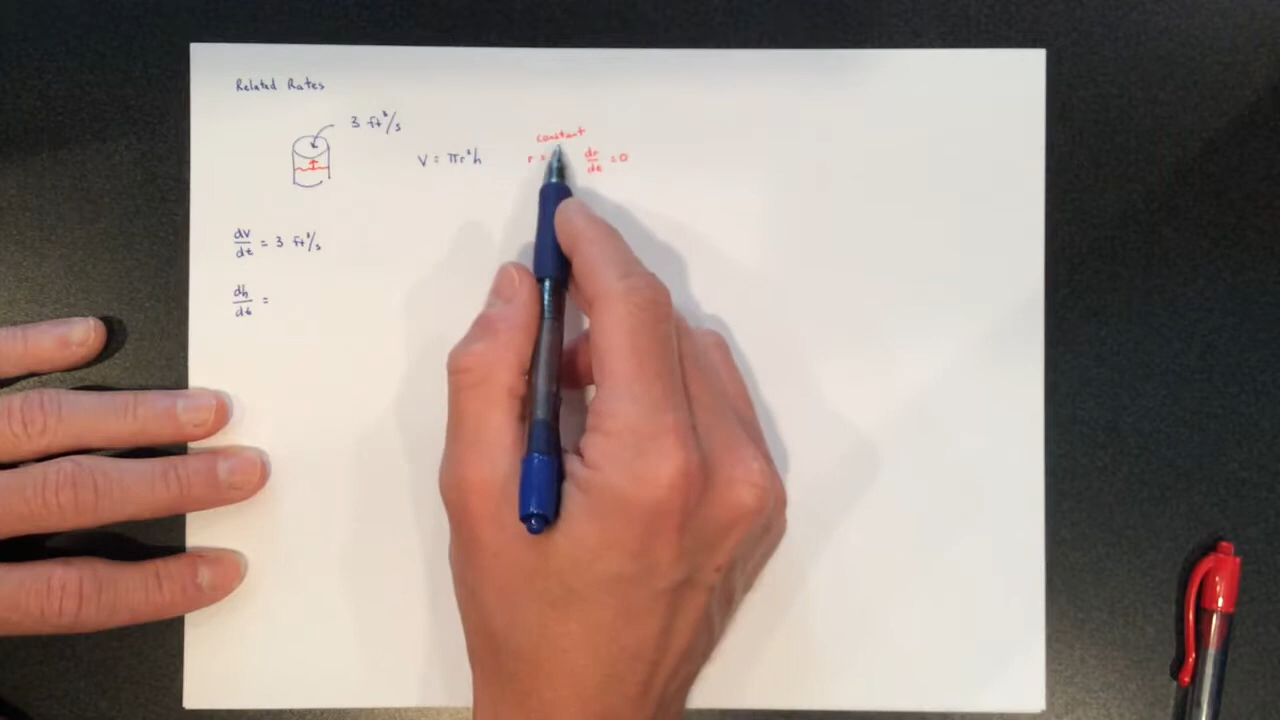 Related Rates
3 ft³/s
V = πr²h
constant
r =
dr/dt = 0
dV/dt = 3 ft³/s
dh/dt =